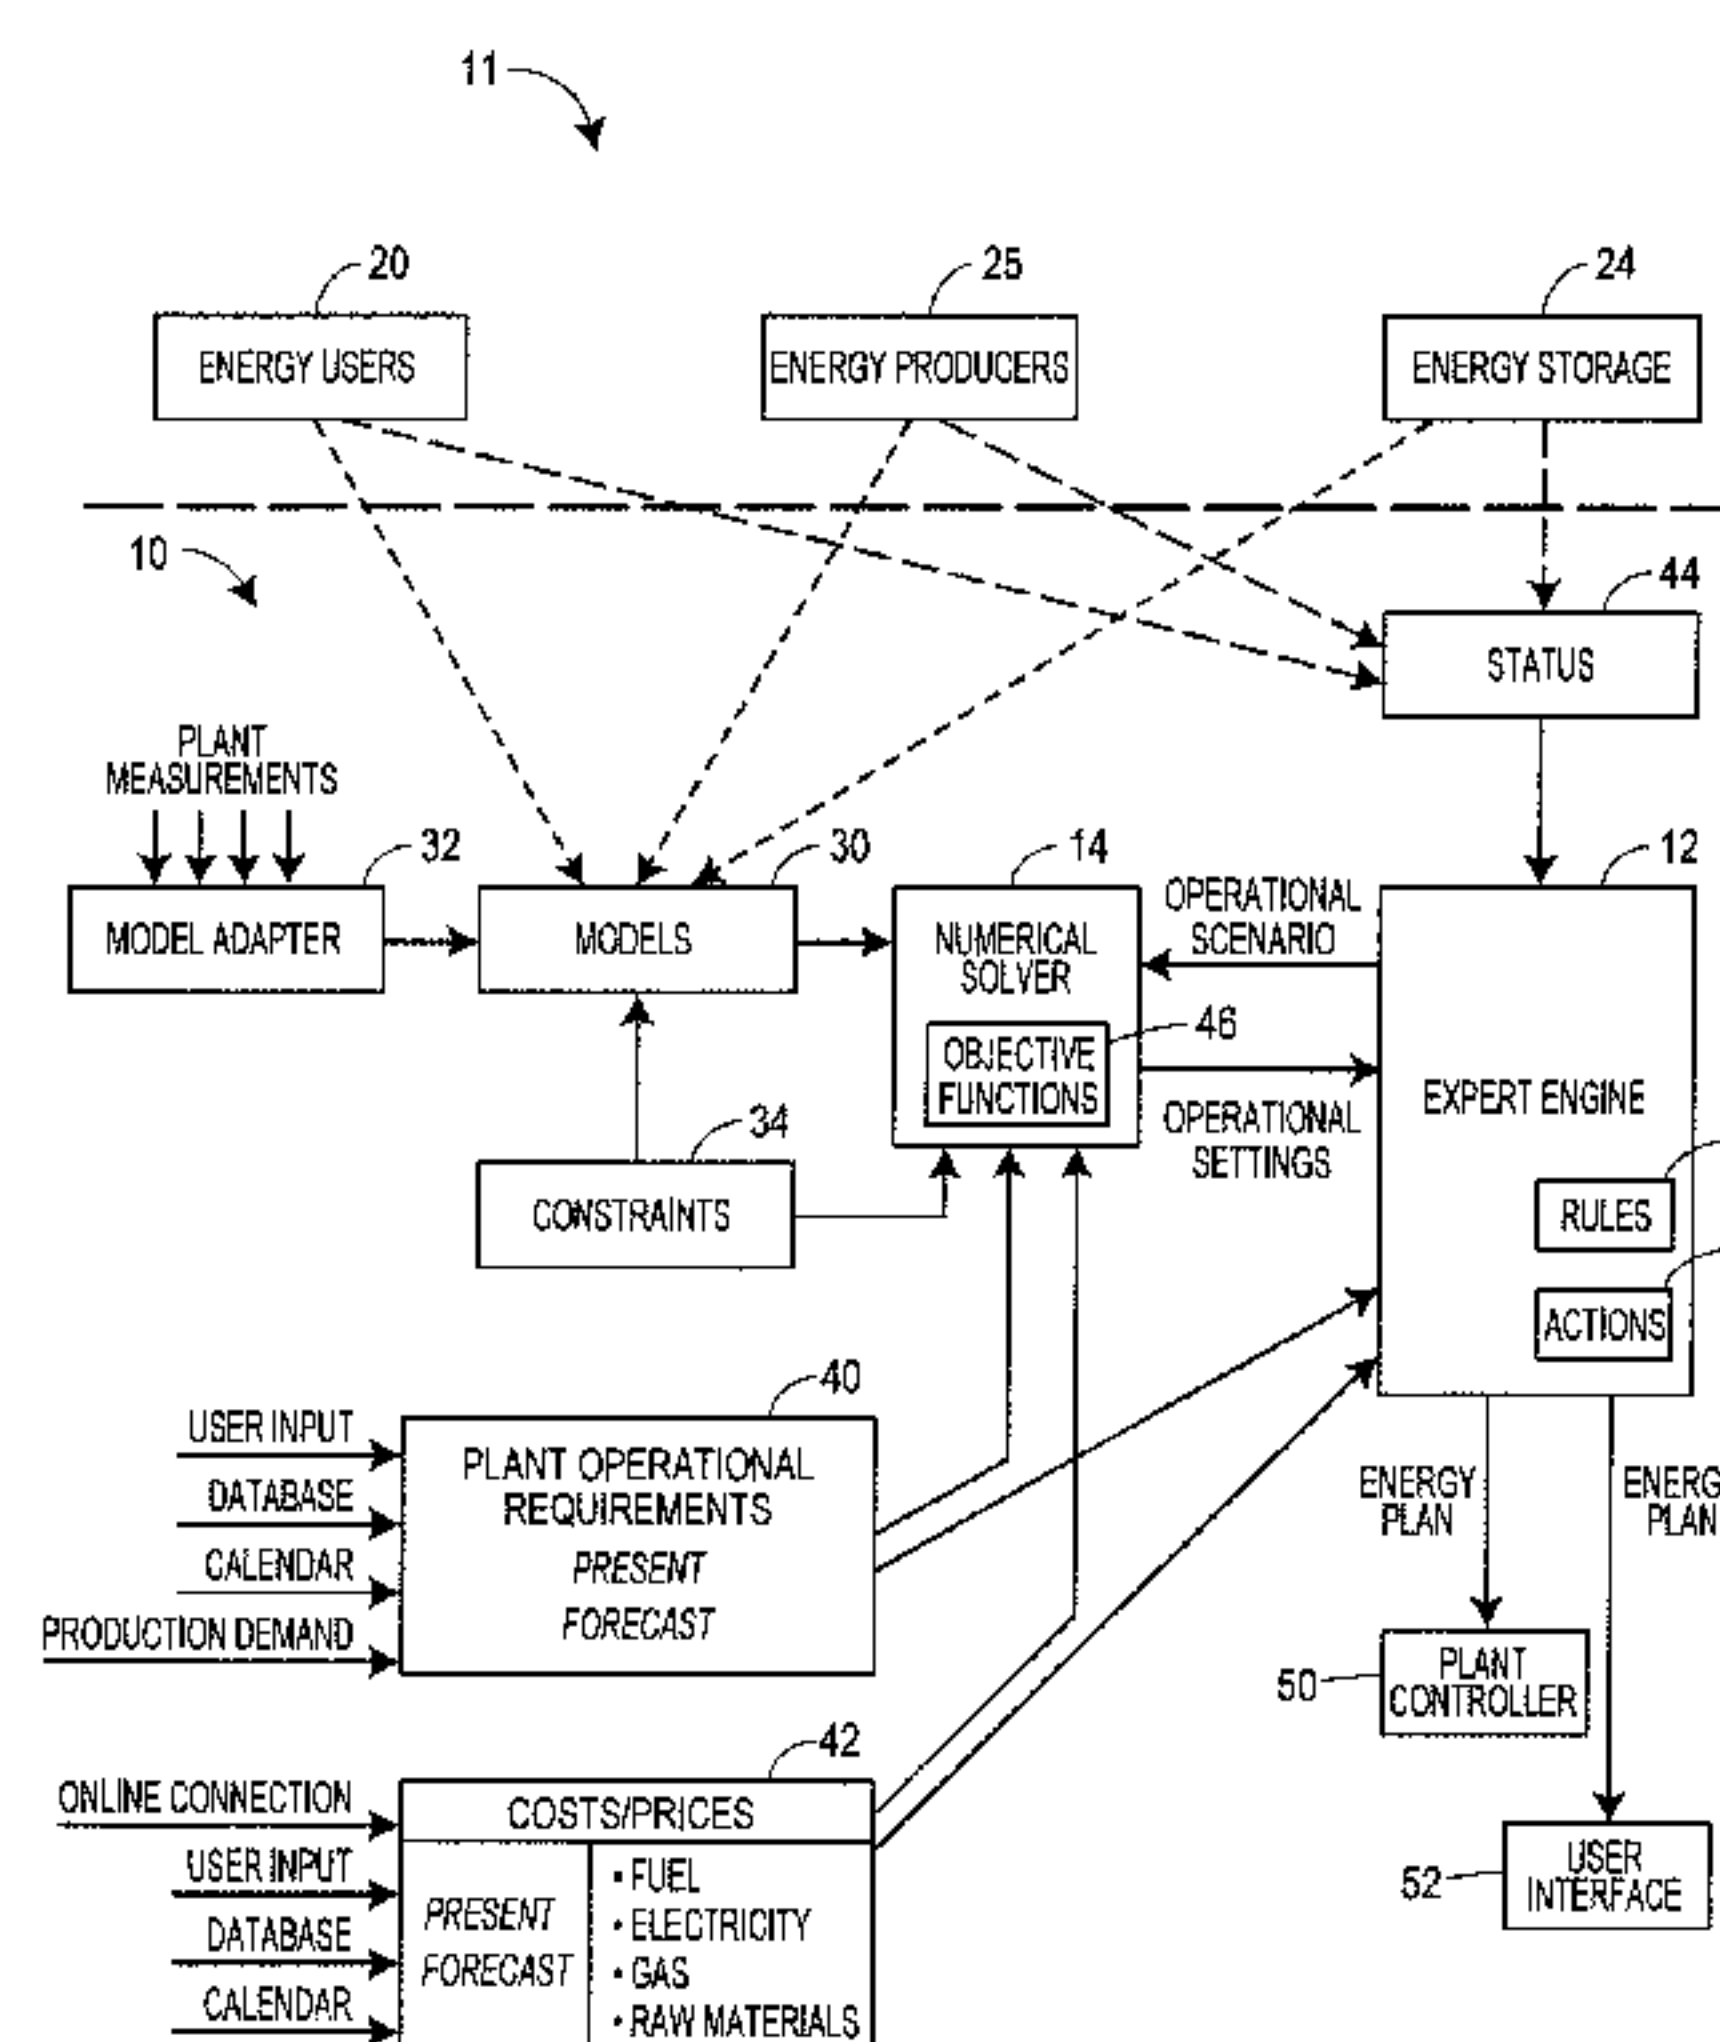 11
20
25
24
ENERGY USERS
ENERGY PRODUCERS
ENERGY STORAGE
10
44
STATUS
PLANT
MEASUREMENTS
32
30
14
12
MODEL ADAPTER
MODELS
NUMERICAL
SOLVER
OPERATIONAL
SCENARIO
46
OBJECTIVE
FUNCTIONS
EXPERT ENGINE
OPERATIONAL
SETTINGS
34
CONSTRAINTS
RULES
ACTIONS
40
USER INPUT
DATABASE
CALENDAR
PRODUCTION DEMAND
PLANT OPERATIONAL
REQUIREMENTS
PRESENT
FORECAST
ENERGY
PLAN
ENERG
PLAN
50
PLANT
CONTROLLER
42
ONLINE CONNECTION
USER INPUT
DATABASE
CALENDAR
COSTS/PRICES
PRESENT
FORECAST
• FUEL
• ELECTRICITY
• GAS
• RAW MATERIALS
52
USER
INTERFACE